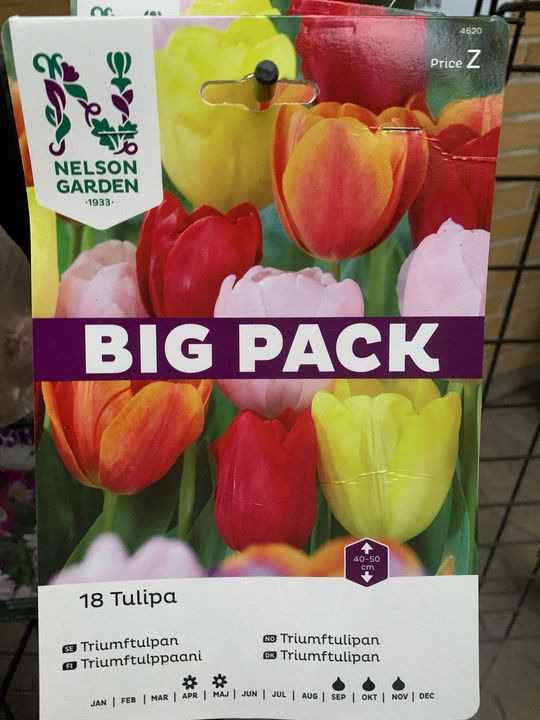 4620
Price Z
N
NELSON
GARDEN
·1933·
BIG PACK
40-50
cm
18 Tulipa
SE Triumftulpan
FI Triumftulppaani
NO Triumftulipan
DK Triumftulipan
JAN | FEB | MAR | APR | MAJ | JUN | JUL | AUG | SEP | OKT | NOV | DEC